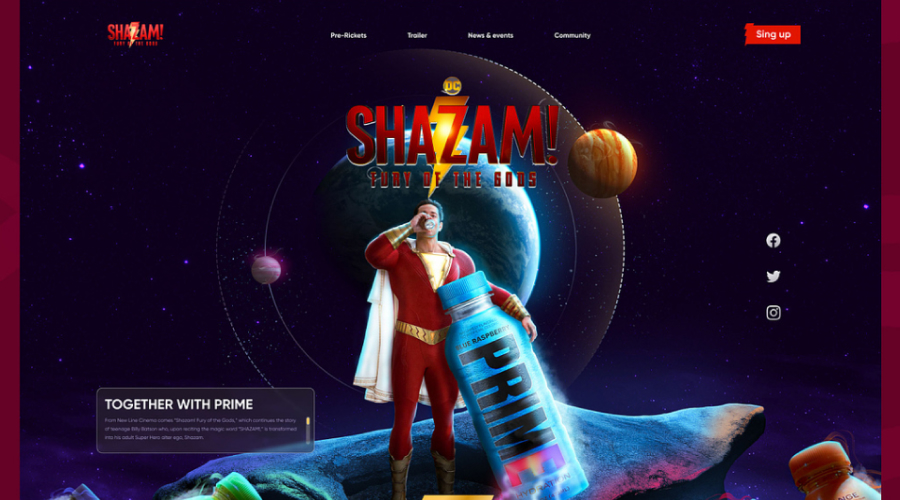 SHAZAM!
FURY OF THE GODS
Pre-Rickets
Trailer
News & events
Community
Sing up
DC
SHAZAM!
FURY OF THE GODS
BLUE RASPBERRY
PRIME
TOGETHER WITH PRIME
From New Line Cinema comes "Shazam! Fury of the Gods," which continues the story
of teenage Billy Batson who, upon reciting the magic word "SHAZAM!," is transformed
into his adult Super Hero alter ego, Shazam.